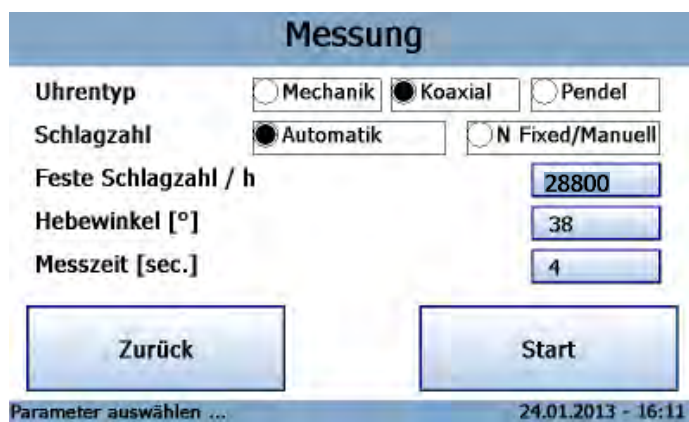 Messung
Uhrentyp Mechanik Koaxial Pendel
Schlagzahl Automatik N Fixed/Manuell
Feste Schlagzahl / h 28800
Hebewinkel [°] 38
Messzeit [sec.] 4
Zurück Start
Parameter auswählen ... 24.01.2013 - 16:11